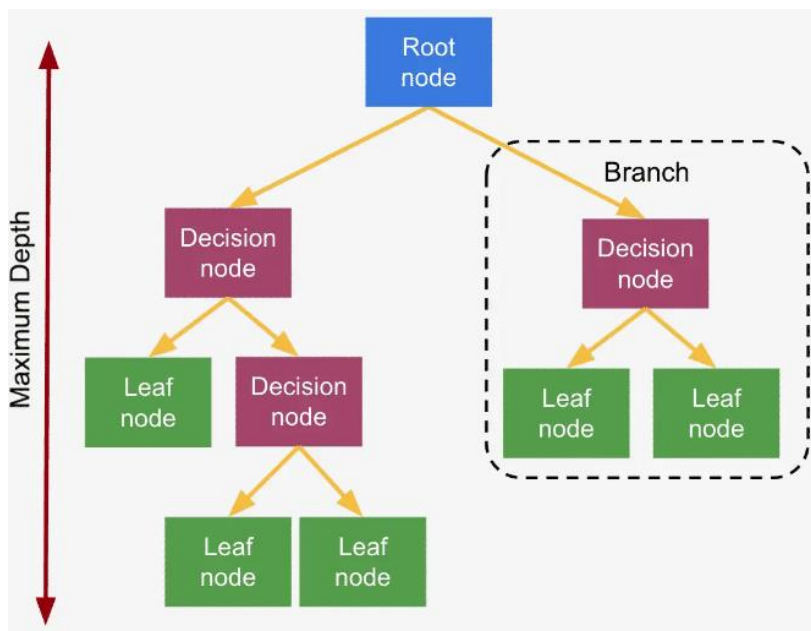 Root
node
Branch
Decision
node
Decision
node
Maximum Depth
Leaf
node
Decision
node
Leaf
node
Leaf
node
Leaf
node
Leaf
node